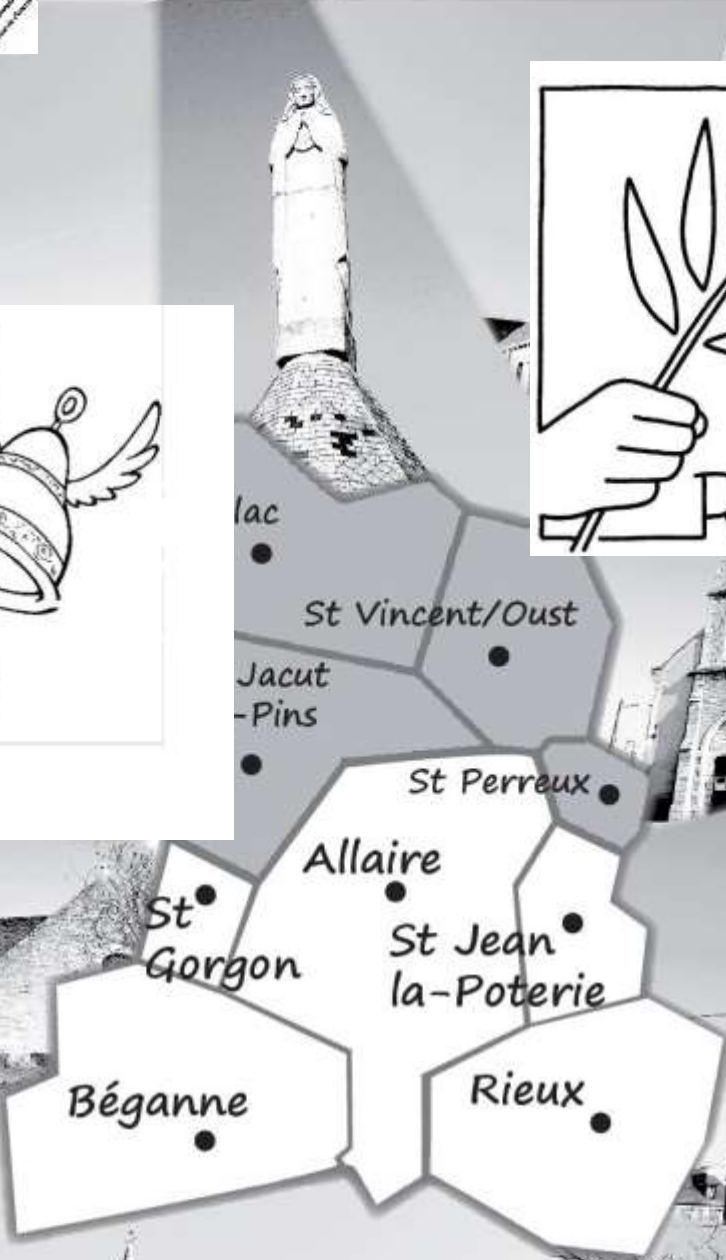 lac
St Vincent/Oust
Jacut
-Pins
St Perreux
Allaire
St
Gorgon
St Jean
la-Poterie
Béganne
Rieux